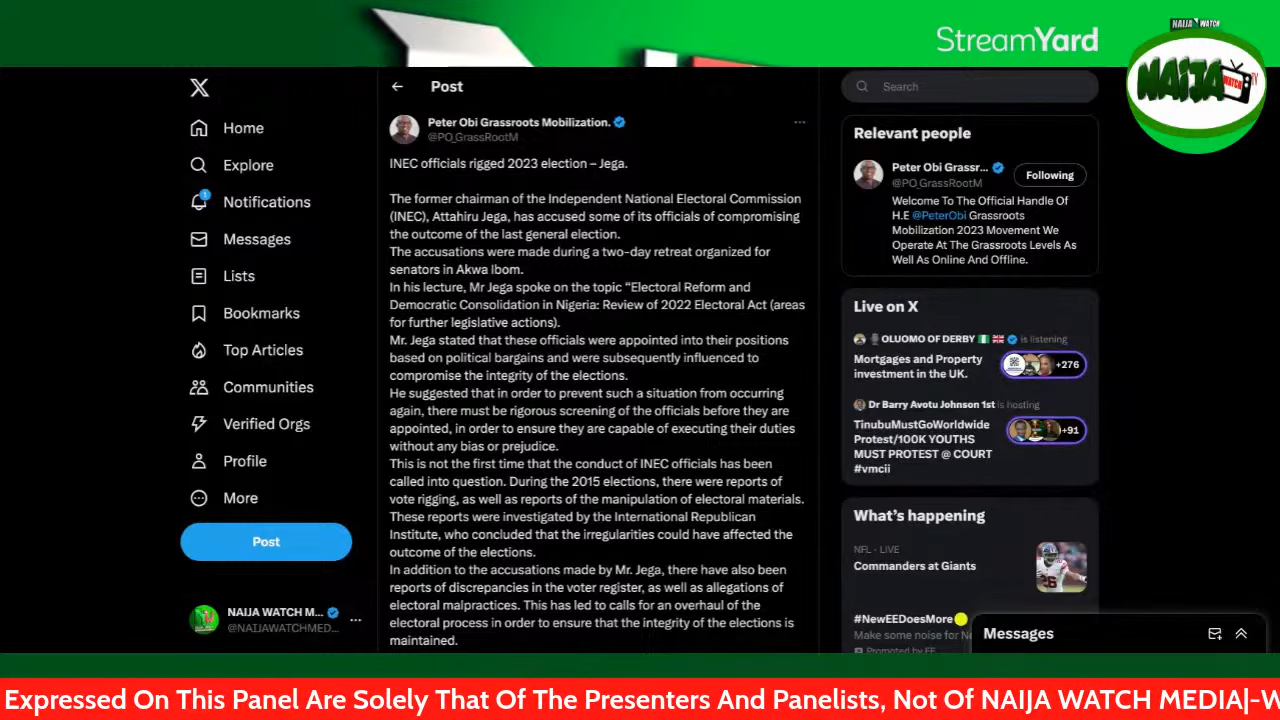 StreamYard
NAIJA WATCH
NAIJA
WATCH TV
Home
Explore
1
Notifications
Messages
Lists
Bookmarks
Top Articles
Communities
Verified Orgs
Profile
More
Post
NAIJA WATCH M...
@NAIJAWATCHMED...
Post
Peter Obi Grassroots Mobilization.
@PO_GrassRootM
INEC officials rigged 2023 election – Jega.
The former chairman of the Independent National Electoral Commission
(INEC), Attahiru Jega, has accused some of its officials of compromising
the outcome of the last general election.
The accusations were made during a two-day retreat organized for
senators in Akwa Ibom.
In his lecture, Mr Jega spoke on the topic “Electoral Reform and
Democratic Consolidation in Nigeria: Review of 2022 Electoral Act (areas
for further legislative actions).
Mr. Jega stated that these officials were appointed into their positions
based on political bargains and were subsequently influenced to
compromise the integrity of the elections.
He suggested that in order to prevent such a situation from occurring
again, there must be rigorous screening of the officials before they are
appointed, in order to ensure they are capable of executing their duties
without any bias or prejudice.
This is not the first time that the conduct of INEC officials has been
called into question. During the 2015 elections, there were reports of
vote rigging, as well as reports of the manipulation of electoral materials.
These reports were investigated by the International Republican
Institute, who concluded that the irregularities could have affected the
outcome of the elections.
In addition to the accusations made by Mr. Jega, there have also been
reports of discrepancies in the voter register, as well as allegations of
electoral malpractices. This has led to calls for an overhaul of the
electoral process in order to ensure that the integrity of the elections is
maintained.
Search
Relevant people
Peter Obi Grassr...
@PO_GrassRootM
Following
Welcome To The Official Handle Of
H.E @PeterObi Grassroots
Mobilization 2023 Movement We
Operate At The Grassroots Levels As
Well As Online And Offline.
Live on X
OLUOMO OF DERBY is listening
Mortgages and Property
investment in the UK.
+276
Dr Barry Avotu Johnson 1st is hosting
TinubuMustGoWorldwide
Protest/100K YOUTHS
MUST PROTEST @ COURT
#vmcii
+91
What’s happening
NFL · LIVE
Commanders at Giants
#NewEEDoesMore
Make some noise for
Promoted by EE
Messages
Expressed On This Panel Are Solely That Of The Presenters And Panelists, Not Of NAIJA WATCH MEDIA|-W